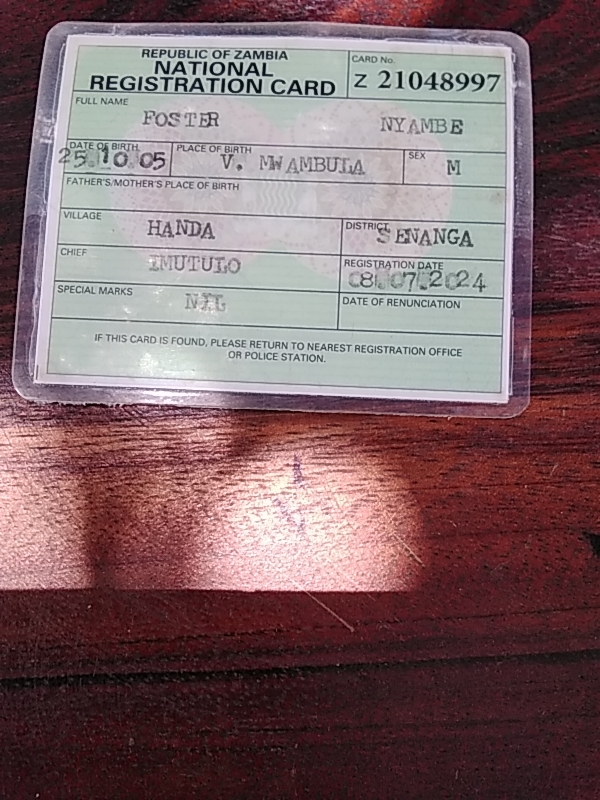 REPUBLIC OF ZAMBIA
NATIONAL
REGISTRATION CARD
CARD No.
Z 21048997
FULL NAME
FOSTER NYAMBE
DATE OF BIRTH
25.10.05
PLACE OF BIRTH
V. MWAMBULA
SEX
M
FATHER'S/MOTHER'S PLACE OF BIRTH
VILLAGE
HANDA
DISTRICT
SENANGA
CHIEF
IMUTULO
REGISTRATION DATE
08.07.2024
SPECIAL MARKS
NIL
DATE OF RENUNCIATION
IF THIS CARD IS FOUND, PLEASE RETURN TO NEAREST REGISTRATION OFFICE
OR POLICE STATION.